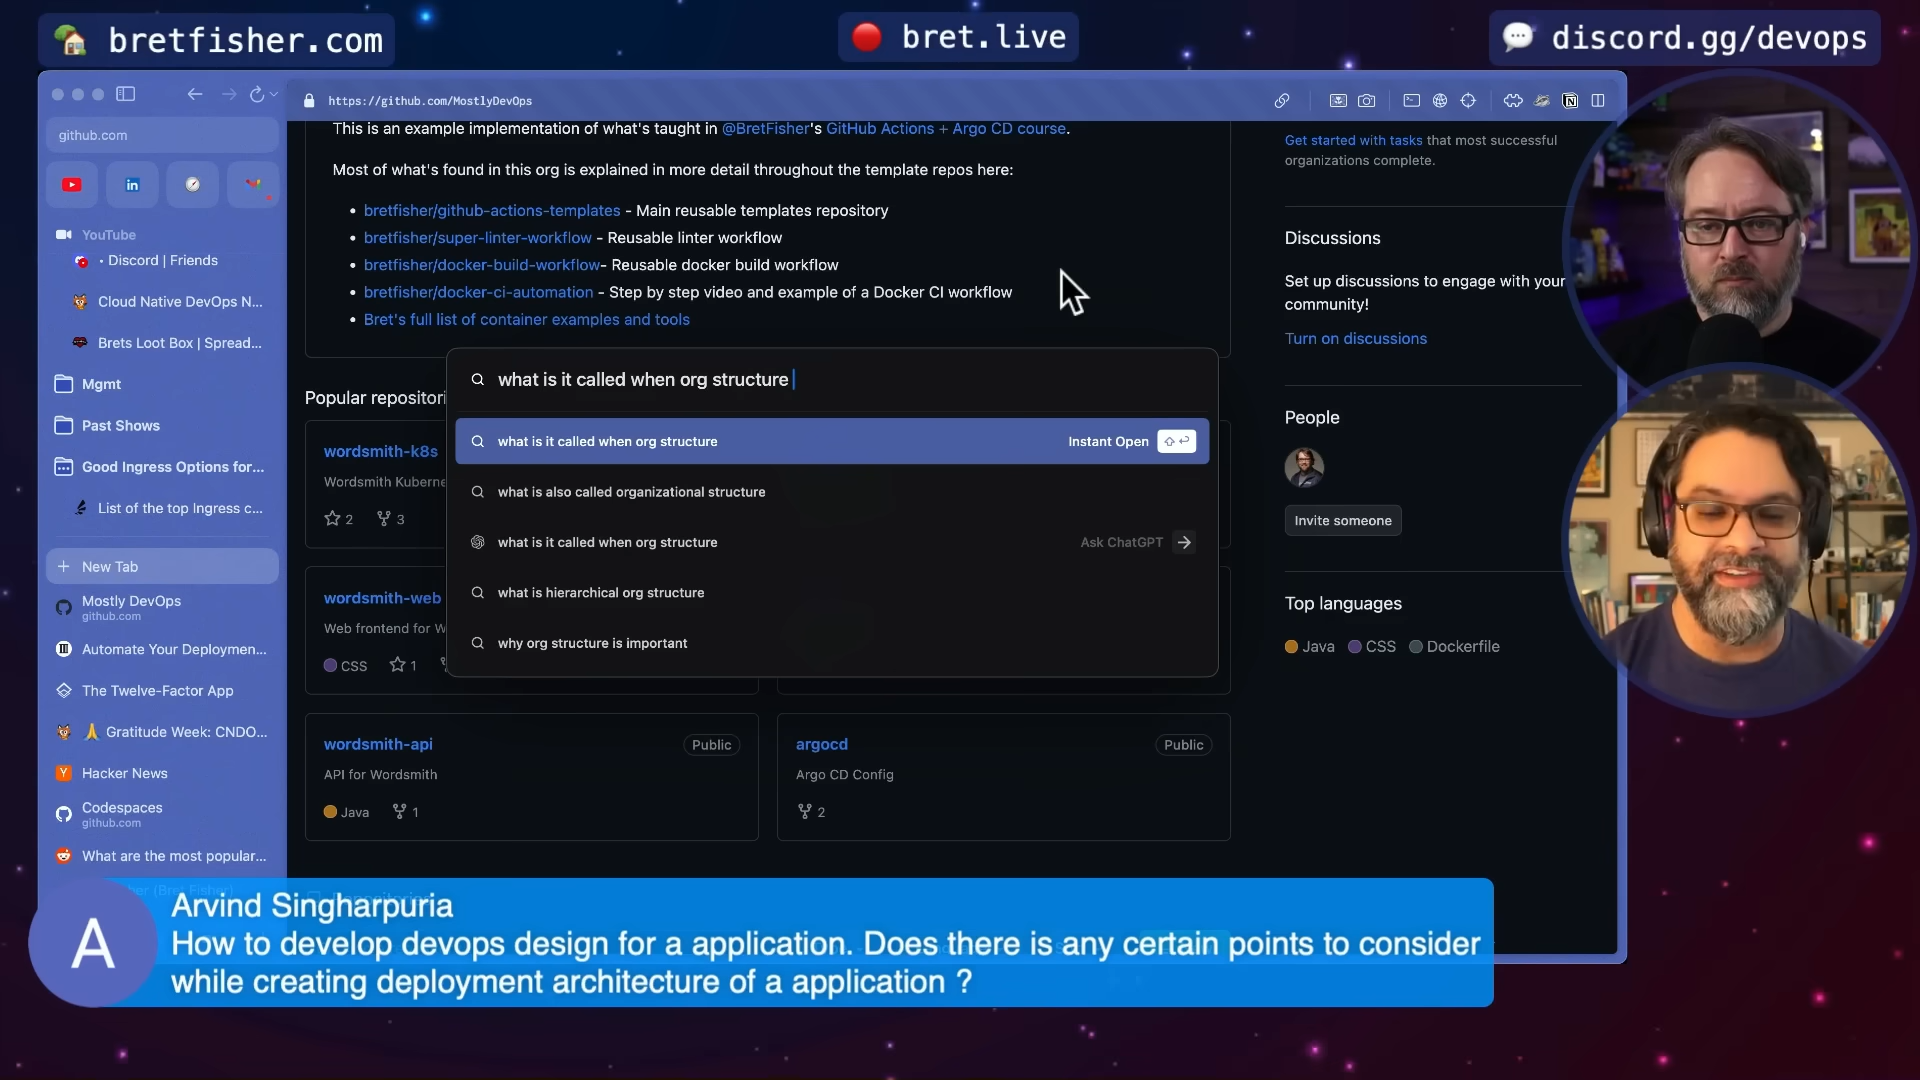 bretfisher.com
bret.live
discord.gg/devops
https://github.com/MostlyDevOps
github.com
YouTube
• Discord | Friends
Cloud Native DevOps N...
Brets Loot Box | Spread...
Mgmt
Past Shows
Good Ingress Options for...
List of the top Ingress c...
+ New Tab
Mostly DevOps
github.com
Automate Your Deploymen...
The Twelve-Factor App
🙏 Gratitude Week: CNDO...
Hacker News
Codespaces
github.com
What are the most popular...
This is an example implementation of what's taught in @BretFisher's GitHub Actions + Argo CD course.
Most of what's found in this org is explained in more detail throughout the template repos here:
• bretfisher/github-actions-templates - Main reusable templates repository
• bretfisher/super-linter-workflow - Reusable linter workflow
• bretfisher/docker-build-workflow- Reusable docker build workflow
• bretfisher/docker-ci-automation - Step by step video and example of a Docker CI workflow
• Bret's full list of container examples and tools
what is it called when org structure
what is it called when org structure Instant Open
what is also called organizational structure
what is it called when org structure Ask ChatGPT →
what is hierarchical org structure
why org structure is important
Popular repositori
wordsmith-k8s
Wordsmith Kuberne
2 3
wordsmith-web
Web frontend for W
CSS 1
wordsmith-api Public
API for Wordsmith
Java 1
argocd Public
Argo CD Config
2
Get started with tasks that most successful
organizations complete.
Discussions
Set up discussions to engage with your
community!
Turn on discussions
People
Invite someone
Top languages
Java CSS Dockerfile
A
Arvind Singharpuria
How to develop devops design for a application. Does there is any certain points to consider
while creating deployment architecture of a application ?